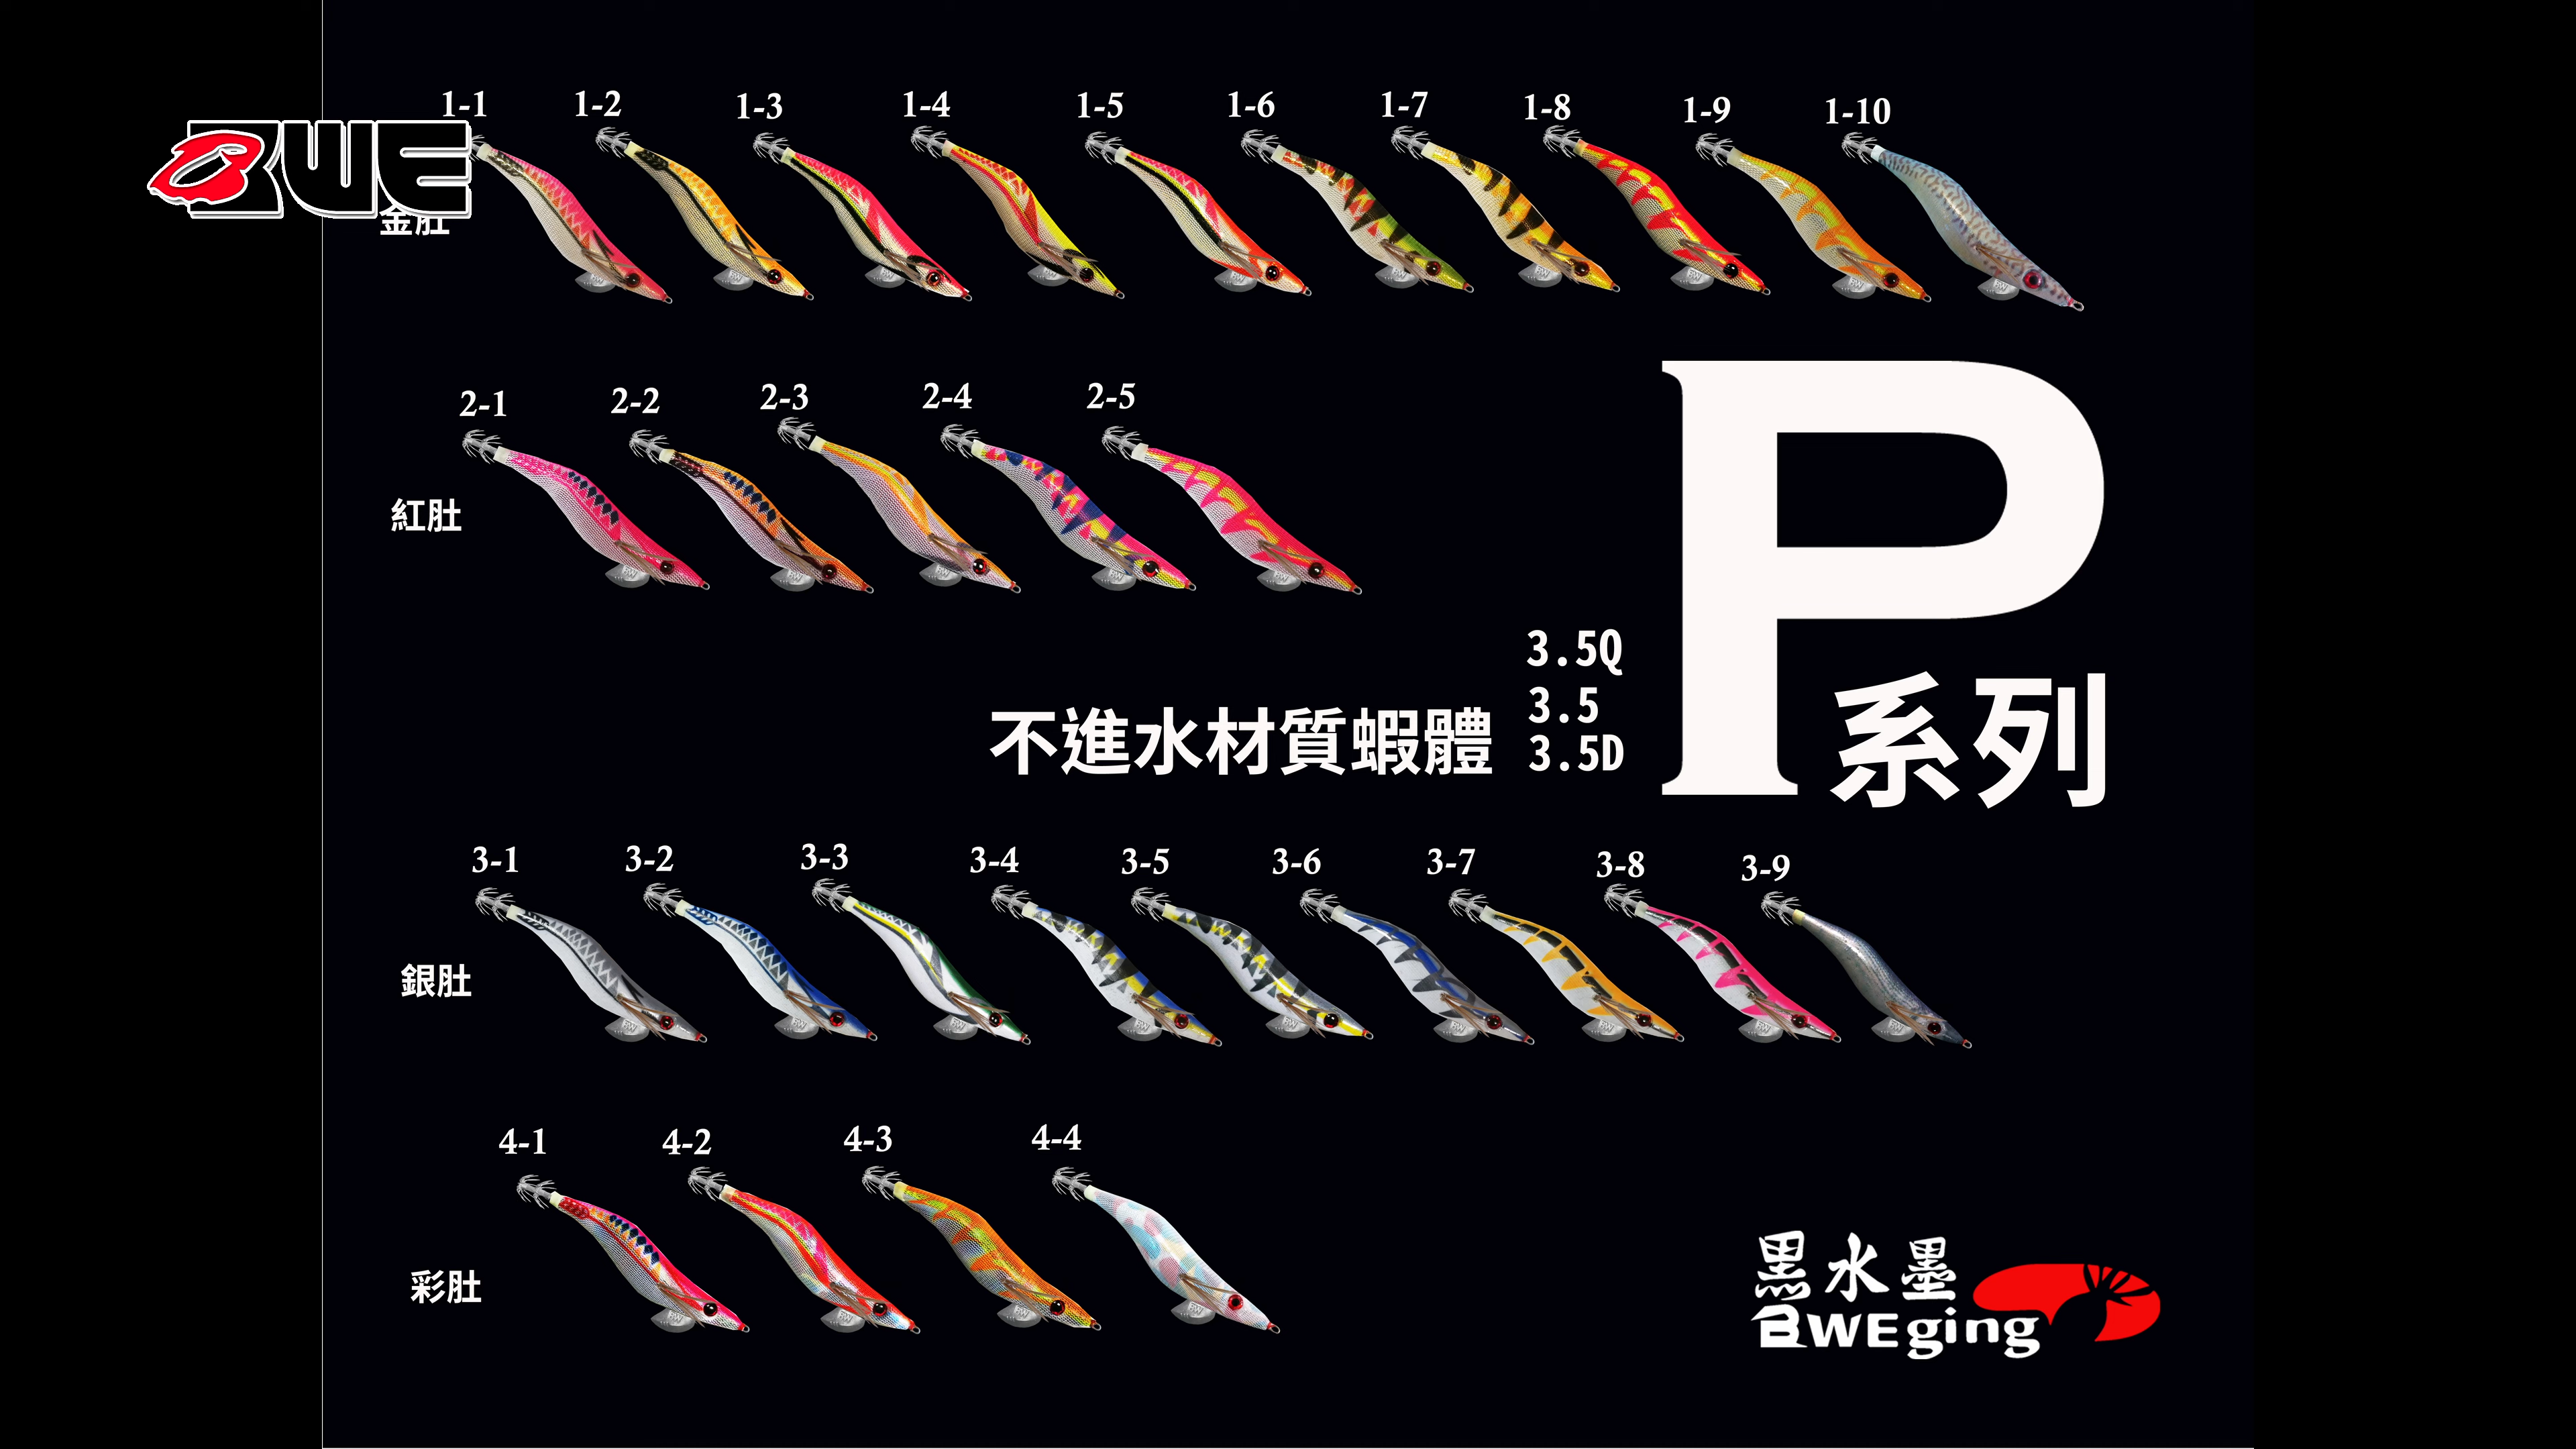 1-1 1-2 1-3 1-4 1-5 1-6 1-7 1-8 1-9 1-10
BWE
金肚
2-1 2-2 2-3 2-4 2-5
紅肚
P系列
3.5Q
3.5
3.5D
不進水材質蝦體
3-1 3-2 3-3 3-4 3-5 3-6 3-7 3-8 3-9
銀肚
4-1 4-2 4-3 4-4
彩肚
黑水墨
BWEging